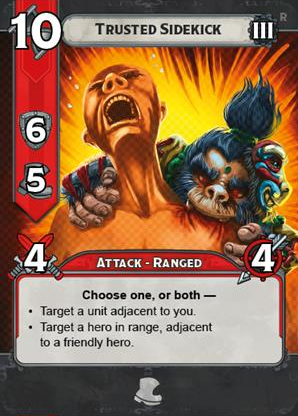 10
TRUSTED SIDEKICK
III
R
6
5
4
ATTACK - RANGED
4
Choose one, or both —
• Target a unit adjacent to you.
• Target a hero in range, adjacent
to a friendly hero.